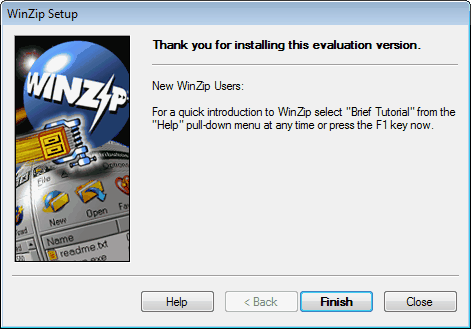 WinZip Setup
Thank you for installing this evaluation version.
New WinZip Users:
For a quick introduction to WinZip select "Brief Tutorial" from the
"Help" pull-down menu at any time or press the F1 key now.
WINZIP
File
New
Open
Name
readme.txt
.exe
Help
< Back
Finish
Close